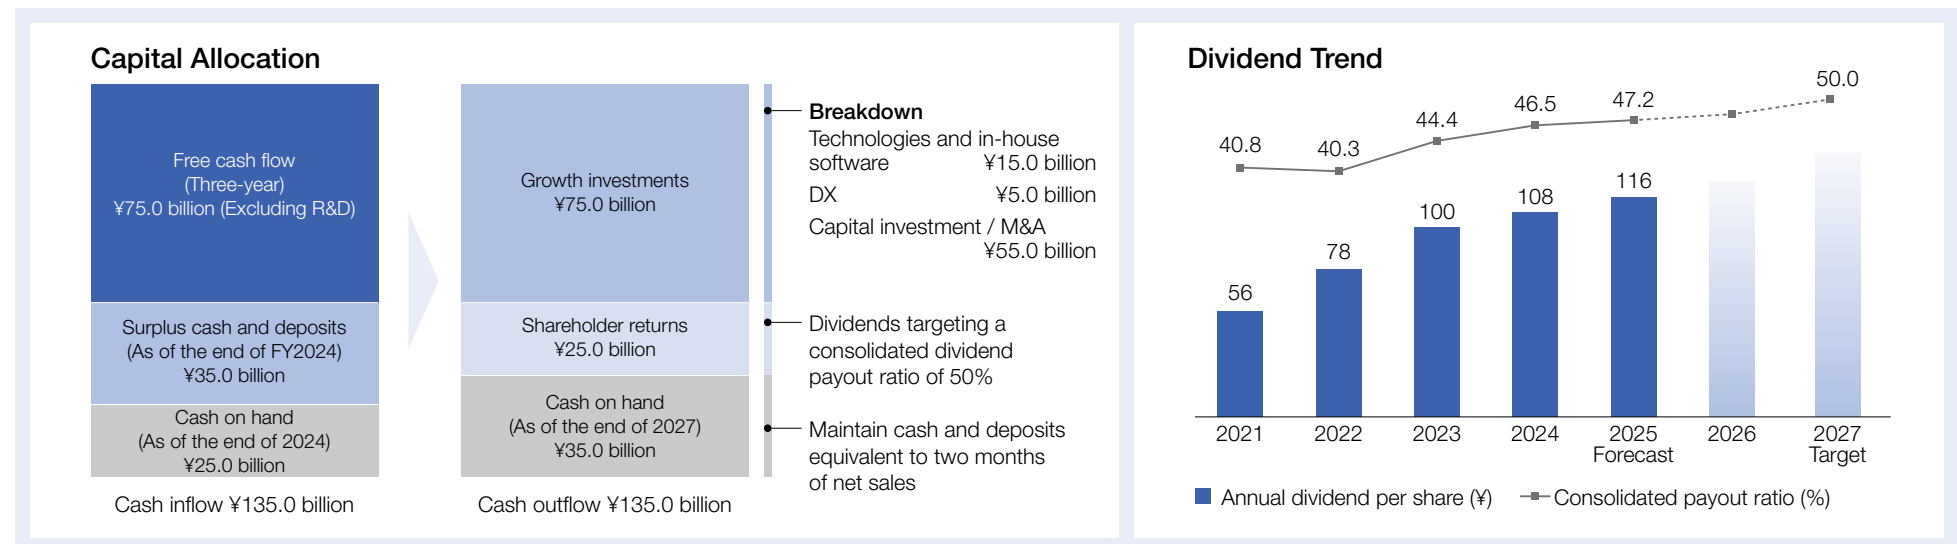 Capital Allocation
Free cash flow
(Three-year)
¥75.0 billion (Excluding R&D)
Surplus cash and deposits
(As of the end of FY2024)
¥35.0 billion
Cash on hand
(As of the end of 2024)
¥25.0 billion
Cash inflow ¥135.0 billion
Growth investments
¥75.0 billion
Shareholder returns
¥25.0 billion
Cash on hand
(As of the end of 2027)
¥35.0 billion
Cash outflow ¥135.0 billion
Breakdown
Technologies and in-house
software ¥15.0 billion
DX ¥5.0 billion
Capital investment / M&A
¥55.0 billion
Dividends targeting a
consolidated dividend
payout ratio of 50%
Maintain cash and deposits
equivalent to two months
of net sales
Dividend Trend
40.8 40.3 44.4 46.5 47.2 50.0
56 78 100 108 116
2021 2022 2023 2024 2025 2026 2027
Forecast Target
Annual dividend per share (¥) Consolidated payout ratio (%)